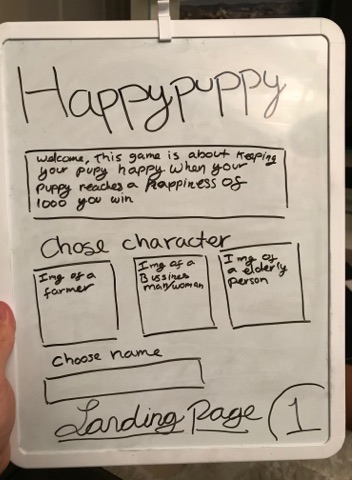 Happypuppy
Welcome, This game is about keeping
your pupy happy when your
puppy reaches a happiness of
1000 you win
Chose character
Img of a
farmer
Img of a
Bussines
man/woman
Img of
a elderly
person
Choose name
Landing Page 1